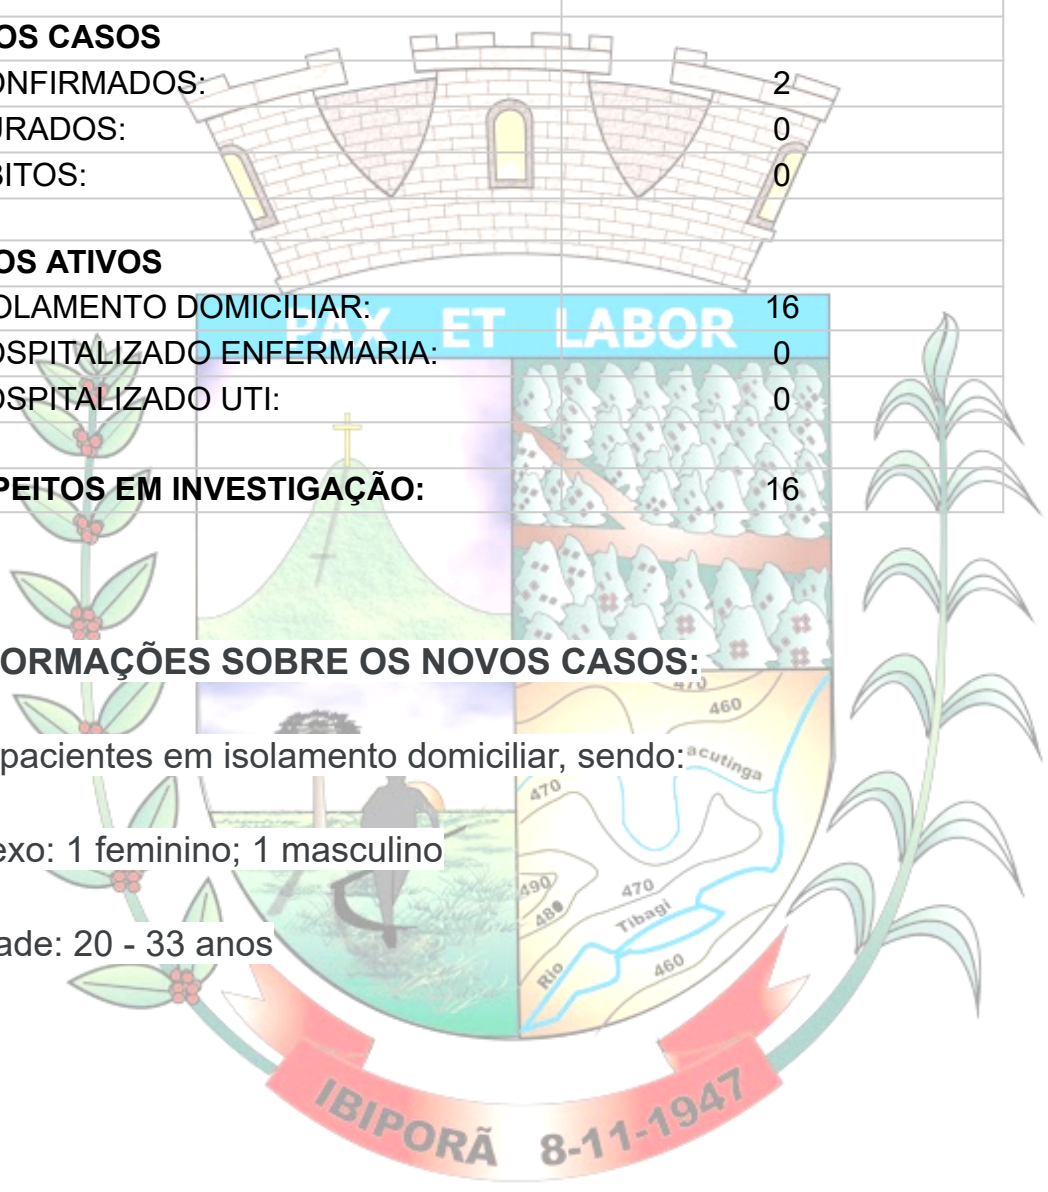 OS CASOS
ONFIRMADOS: 2
URADOS: 0
BITOS: 0
OS ATIVOS
OLAMENTO DOMICILIAR: 16
OSPITALIZADO ENFERMARIA: 0
OSPITALIZADO UTI: 0
PEITOS EM INVESTIGAÇÃO: 16
PAX ET LABOR
ORMAÇÕES SOBRE OS NOVOS CASOS:
470
460
pacientes em isolamento domiciliar, sendo:
acutinga
470
exo: 1 feminino; 1 masculino
490
480
470
Tibagi
ade: 20 - 33 anos
Rio
460
IBIPORÃ 8-11-1947